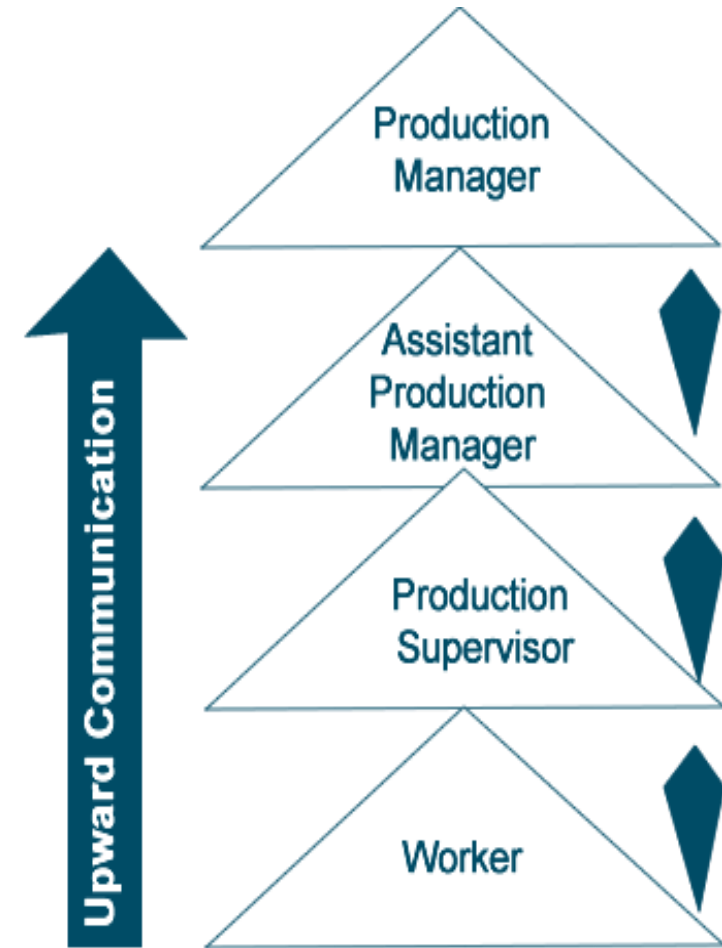 Production
Manager
Assistant
Production
Manager
Production
Supervisor
Worker
Upward Communication